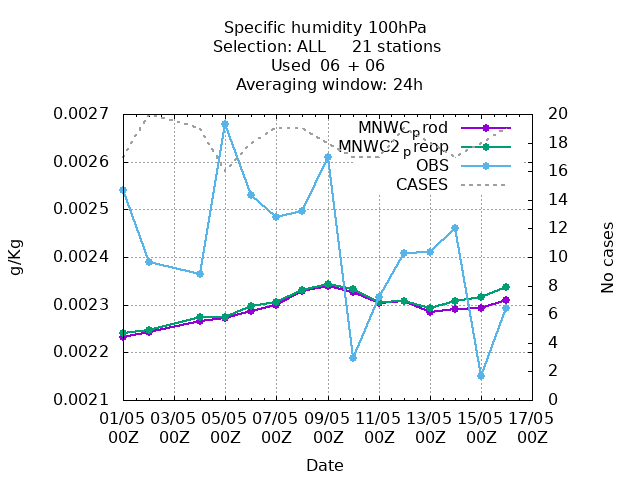 Specific humidity 100hPa
Selection: ALL 21 stations
Used 06 + 06
Averaging window: 24h
0.0027
0.0026
0.0025
0.0024
0.0023
0.0022
0.0021
g/Kg
MNWC_prod
MNWC2_preop
OBS
CASES
20
18
16
14
12
10
8
6
4
2
0
No cases
01/05 03/05 05/05 07/05 09/05 11/05 13/05 15/05 17/05
00Z 00Z 00Z 00Z 00Z 00Z 00Z 00Z 00Z
Date